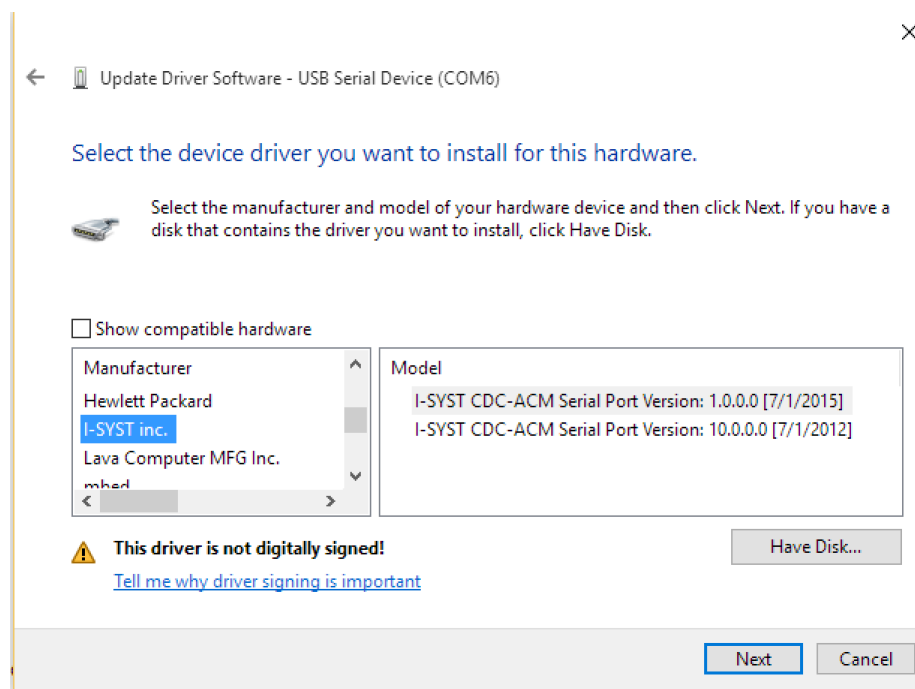 Update Driver Software - USB Serial Device (COM6)
Select the device driver you want to install for this hardware.
Select the manufacturer and model of your hardware device and then click Next. If you have a
disk that contains the driver you want to install, click Have Disk.
Show compatible hardware
Manufacturer
Hewlett Packard
I-SYST inc.
Lava Computer MFG Inc.
mbed
Model
I-SYST CDC-ACM Serial Port Version: 1.0.0.0 [7/1/2015]
I-SYST CDC-ACM Serial Port Version: 10.0.0.0 [7/1/2012]
This driver is not digitally signed!
Tell me why driver signing is important
Have Disk...
Next
Cancel